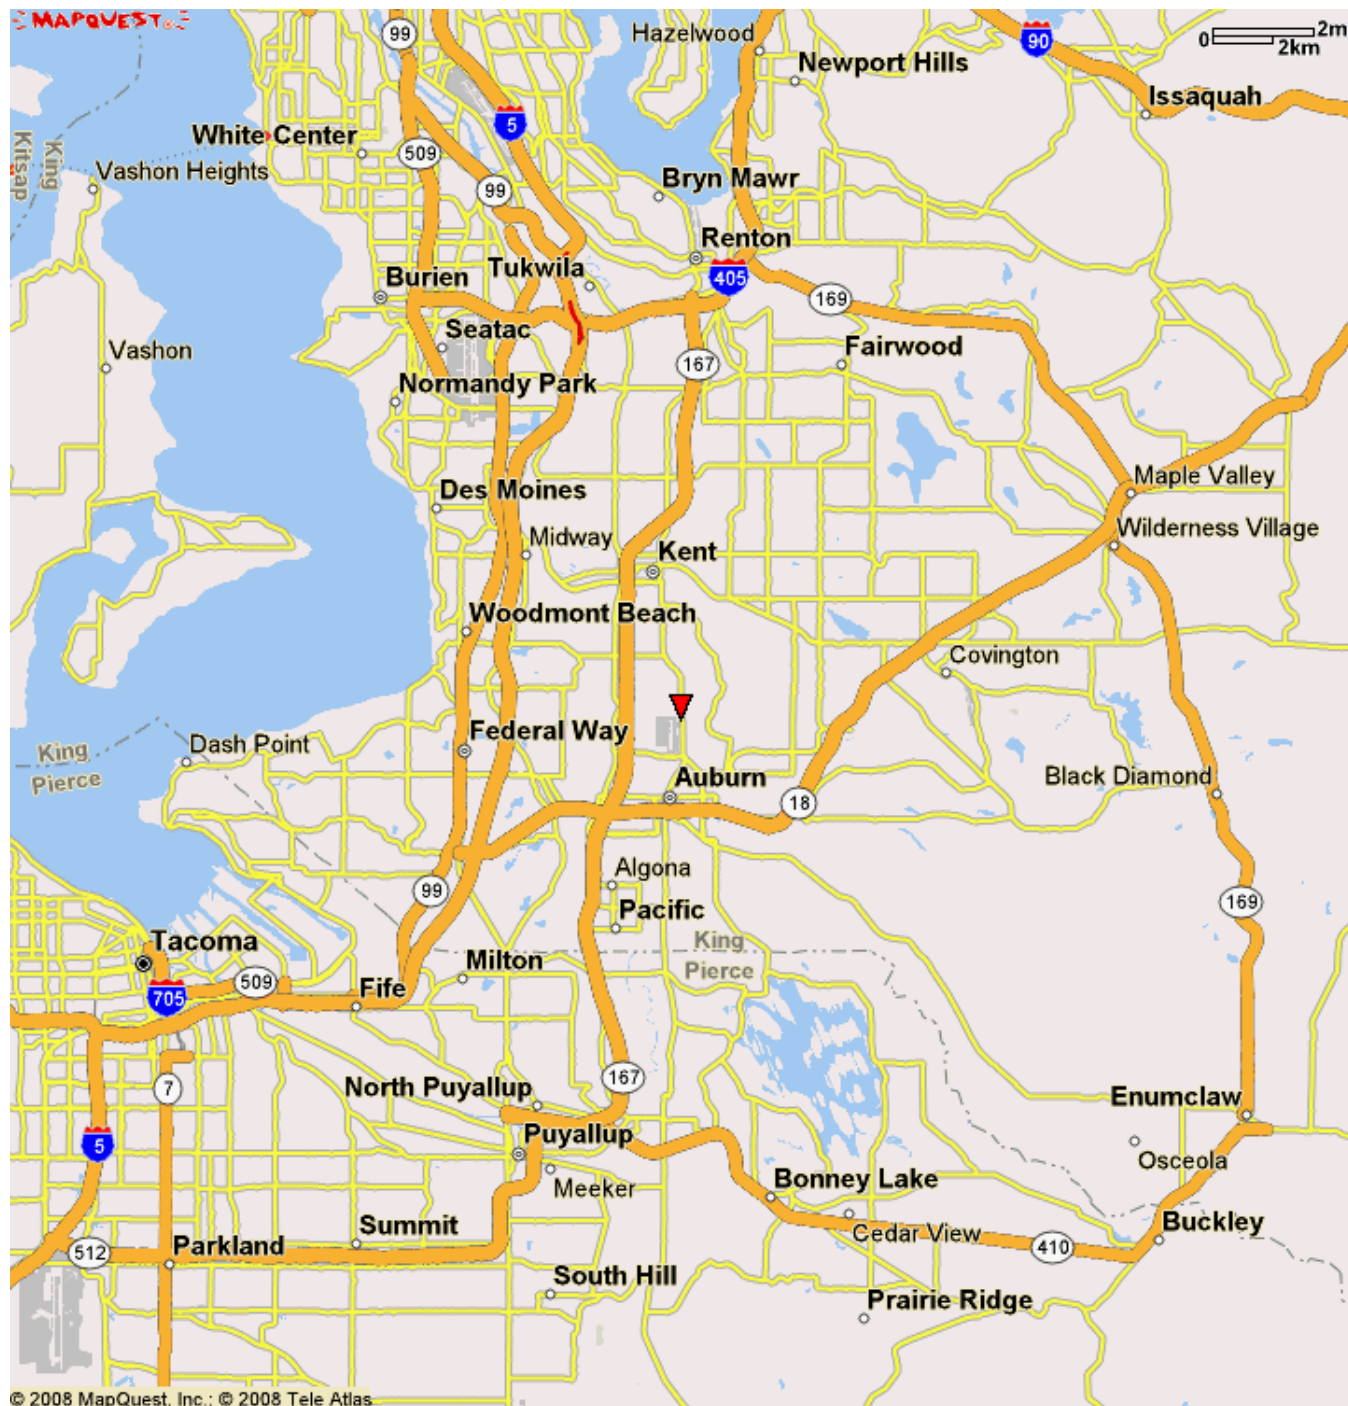 MAPQUEST
99
Hazelwood
90
0 2m
2km
Newport Hills
Issaquah
5
White Center
509
King
Kitsap
Vashon Heights
99
Bryn Mawr
Renton
Tukwila
Burien
405
169
Seatac
Vashon
Fairwood
167
Normandy Park
Maple Valley
Des Moines
Midway
Wilderness Village
Kent
Woodmont Beach
Covington
Federal Way
Dash Point
King
Pierce
Auburn
Black Diamond
18
Algona
99
169
Pacific
Tacoma
King
Pierce
Milton
509
Fife
705
167
7
North Puyallup
Enumclaw
5
Puyallup
Osceola
Meeker
Bonney Lake
Summit
Buckley
Cedar View
512
Parkland
410
South Hill
Prairie Ridge
© 2008 MapQuest, Inc.; © 2008 Tele Atlas